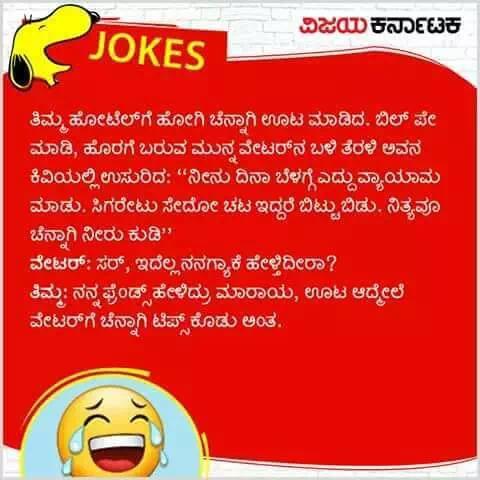 JOKES
ವಿಜಯ ಕರ್ನಾಟಕ
ತಿಮ್ಮ ಹೋಟೆಲ್‌ಗೆ ಹೋಗಿ ಚೆನ್ನಾಗಿ ಊಟ ಮಾಡಿದ. ಬಿಲ್ ಪೇ
ಮಾಡಿ, ಹೊರಗೆ ಬರುವ ಮುನ್ನ ವೇಟರ್‌ನ ಬಳಿ ತೆರಳಿ ಅವನ
ಕಿವಿಯಲ್ಲಿ ಉಸುರಿದ: ‘‘ನೀನು ದಿನಾ ಬೆಳಗ್ಗೆ ಎದ್ದು ವ್ಯಾಯಾಮ
ಮಾಡು. ಸಿಗರೇಟು ಸೇದೋ ಚಟ ಇದ್ದರೆ ಬಿಟ್ಟು ಬಿಡು. ನಿತ್ಯವೂ
ಚೆನ್ನಾಗಿ ನೀರು ಕುಡಿ’’
ವೇಟರ್: ಸರ್, ಇದೆಲ್ಲ ನನಗ್ಯಾಕೆ ಹೇಳ್ತಿದೀರಾ?
ತಿಮ್ಮ: ನನ್ನ ಫ್ರೆಂಡ್ಸ್ ಹೇಳಿದ್ರು ಮಾರಾಯ, ಊಟ ಆದ್ಮೇಲೆ
ವೇಟರ್‌ಗೆ ಚೆನ್ನಾಗಿ ಟಿಪ್ಸ್ ಕೊಡು ಅಂತ.